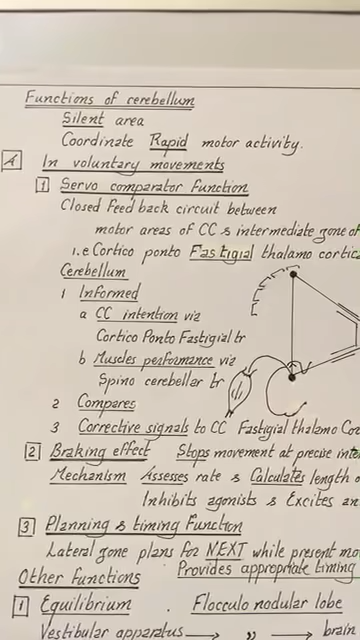 Functions of cerebellum
Silent area
Coordinate Rapid motor activity.
A In voluntary movements
1 Servo comparator Function
Closed Feed back circuit between
motor areas of CC & intermediate zone of
i.e Cortico ponto Fastigial thalamo cortic
Cerebellum
1 Informed
a CC intention via
Cortico Ponto Fastigial tr
b Muscles performance via
Spino cerebellar tr
2 Compares
3 Corrective signals to CC Fastigial thalamo Cor
2 Braking effect Stops movement at precise inte
Mechanism Assesses rate & Calculates length o
Inhibits agonists & Excites an
3 Planning & timing Function
Lateral zone plans for NEXT while present mo
Other functions Provides appropriate timing
1 Equilibrium . Flocculo nodular lobe
Vestibular apparatus → " → brain